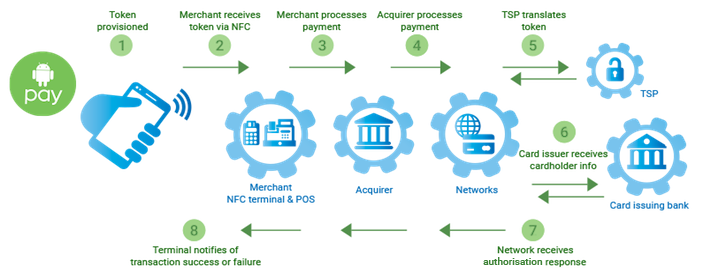 Token
provisioned
1
Merchant receives
token via NFC
2
Merchant processes
payment
3
Acquirer processes
payment
4
TSP translates
token
5
pay
TSP
6
Card issuer receives
cardholder info
Merchant
NFC terminal & POS
Acquirer
Networks
Card issuing bank
8
Terminal notifies of
transaction success or failure
7
Network receives
authorisation response